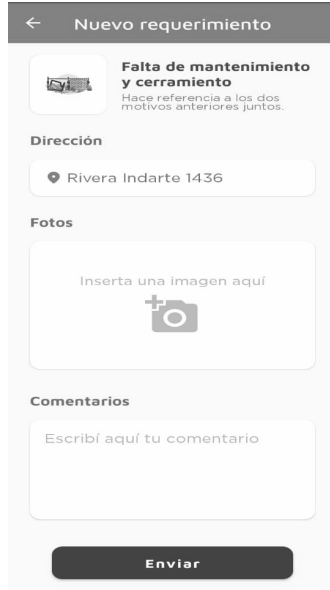 Nuevo requerimiento
Falta de mantenimiento
y cerramiento
Hace referencia a los dos
motivos anteriores juntos.
Dirección
Rivera Indarte 1436
Fotos
Inserta una imagen aquí
Comentarios
Escribí aquí tu comentario
Enviar